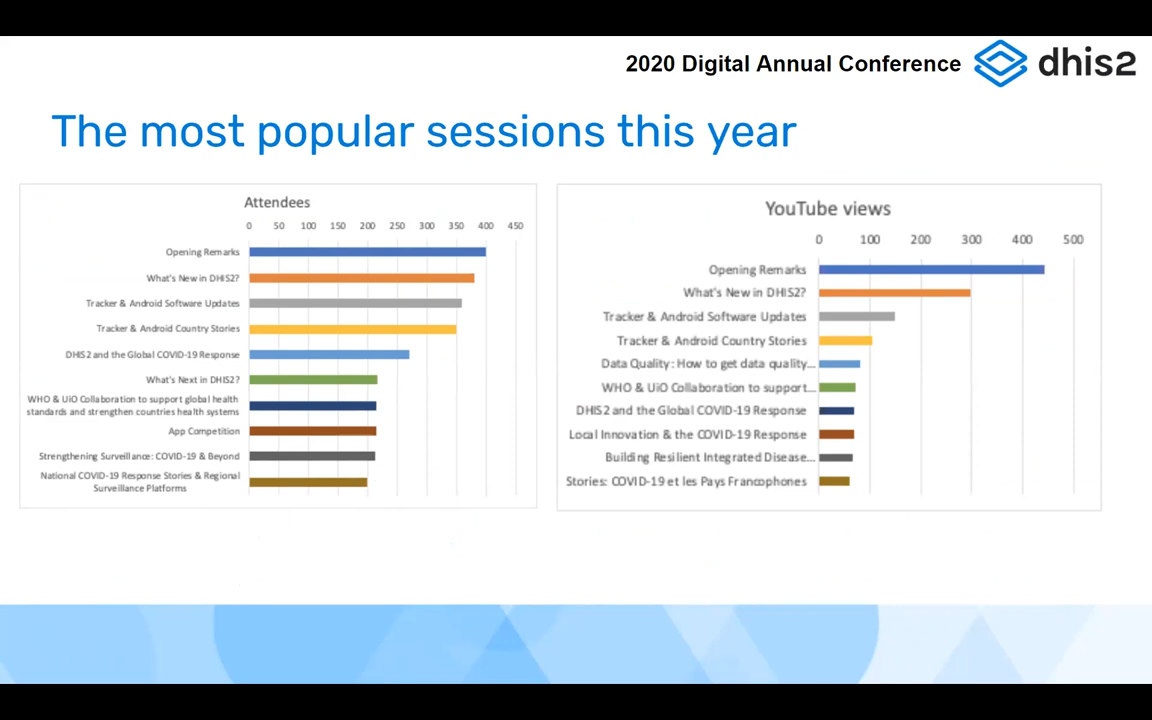 2020 Digital Annual Conference
dhis2
The most popular sessions this year
Attendees
0 50 100 150 200 250 300 350 400 450
Opening Remarks
What's New in DHIS2?
Tracker & Android Software Updates
Tracker & Android Country Stories
DHIS2 and the Global COVID-19 Response
What's Next in DHIS2?
WHO & UiO Collaboration to support global health
standards and strengthen countries health systems
App Competition
Strengthening Surveillance: COVID-19 & Beyond
National COVID-19 Response Stories & Regional
Surveillance Platforms
YouTube views
0 100 200 300 400 500
Opening Remarks
What's New in DHIS2?
Tracker & Android Software Updates
Tracker & Android Country Stories
Data Quality: How to get data quality...
WHO & UiO Collaboration to support...
DHIS2 and the Global COVID-19 Response
Local Innovation & the COVID-19 Response
Building Resilient Integrated Disease...
Stories: COVID-19 et les Pays Francophones